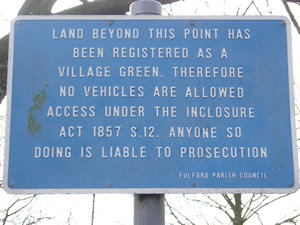 LAND BEYOND THIS POINT HAS
BEEN REGISTERED AS A
VILLAGE GREEN. THEREFORE
NO VEHICLES ARE ALLOWED
ACCESS UNDER THE INCLOSURE
ACT 1857 S.12. ANYONE SO
DOING IS LIABLE TO PROSECUTION
FULFORD PARISH COUNCIL